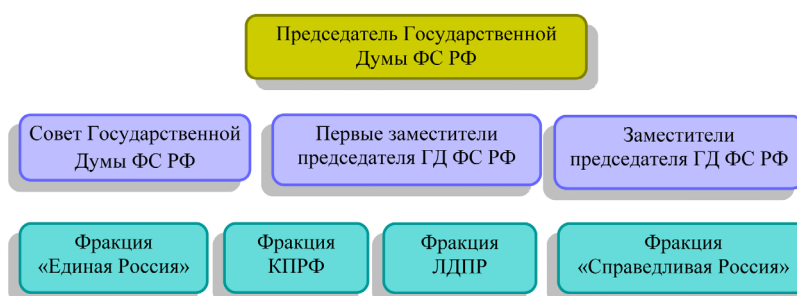 Председатель Государственной
Думы ФС РФ
Совет Государственной
Думы ФС РФ
Первые заместители
председателя ГД ФС РФ
Заместители
председателя ГД ФС РФ
Фракция
«Единая Россия»
Фракция
КПРФ
Фракция
ЛДПР
Фракция
«Справедливая Россия»